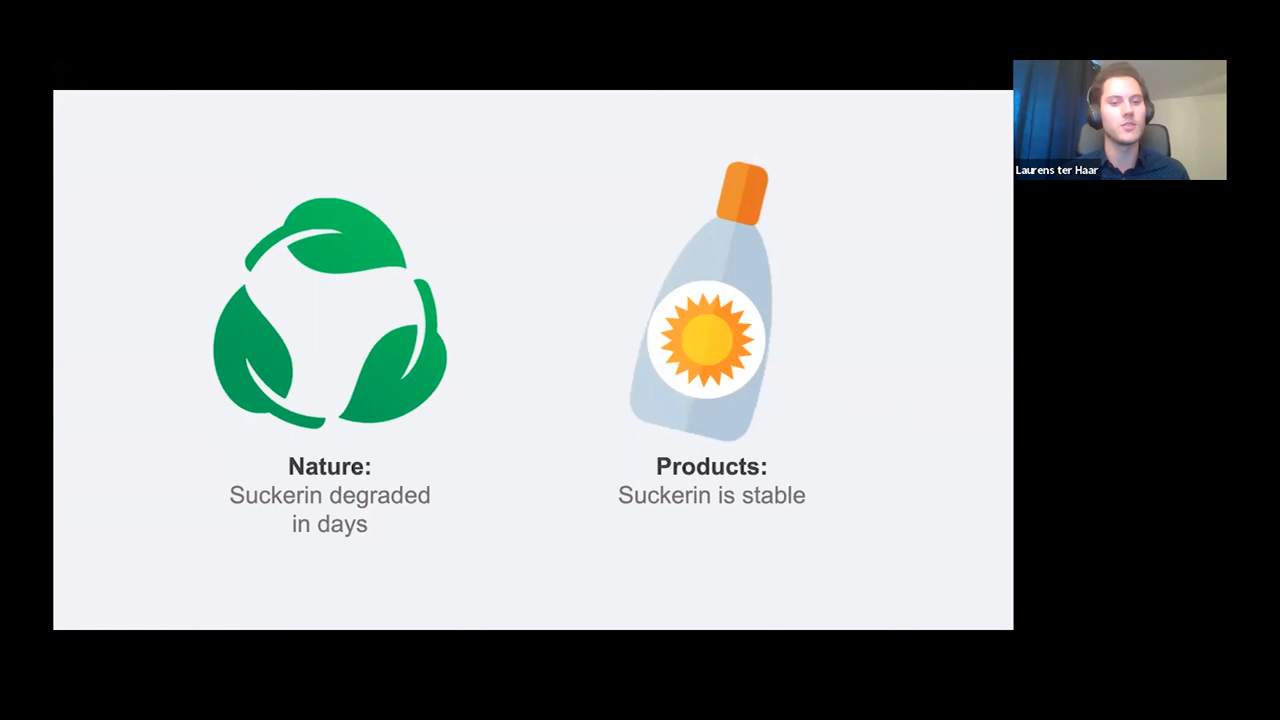 Laurens ter Haar
Nature:
Suckerin degraded
in days
Products:
Suckerin is stable